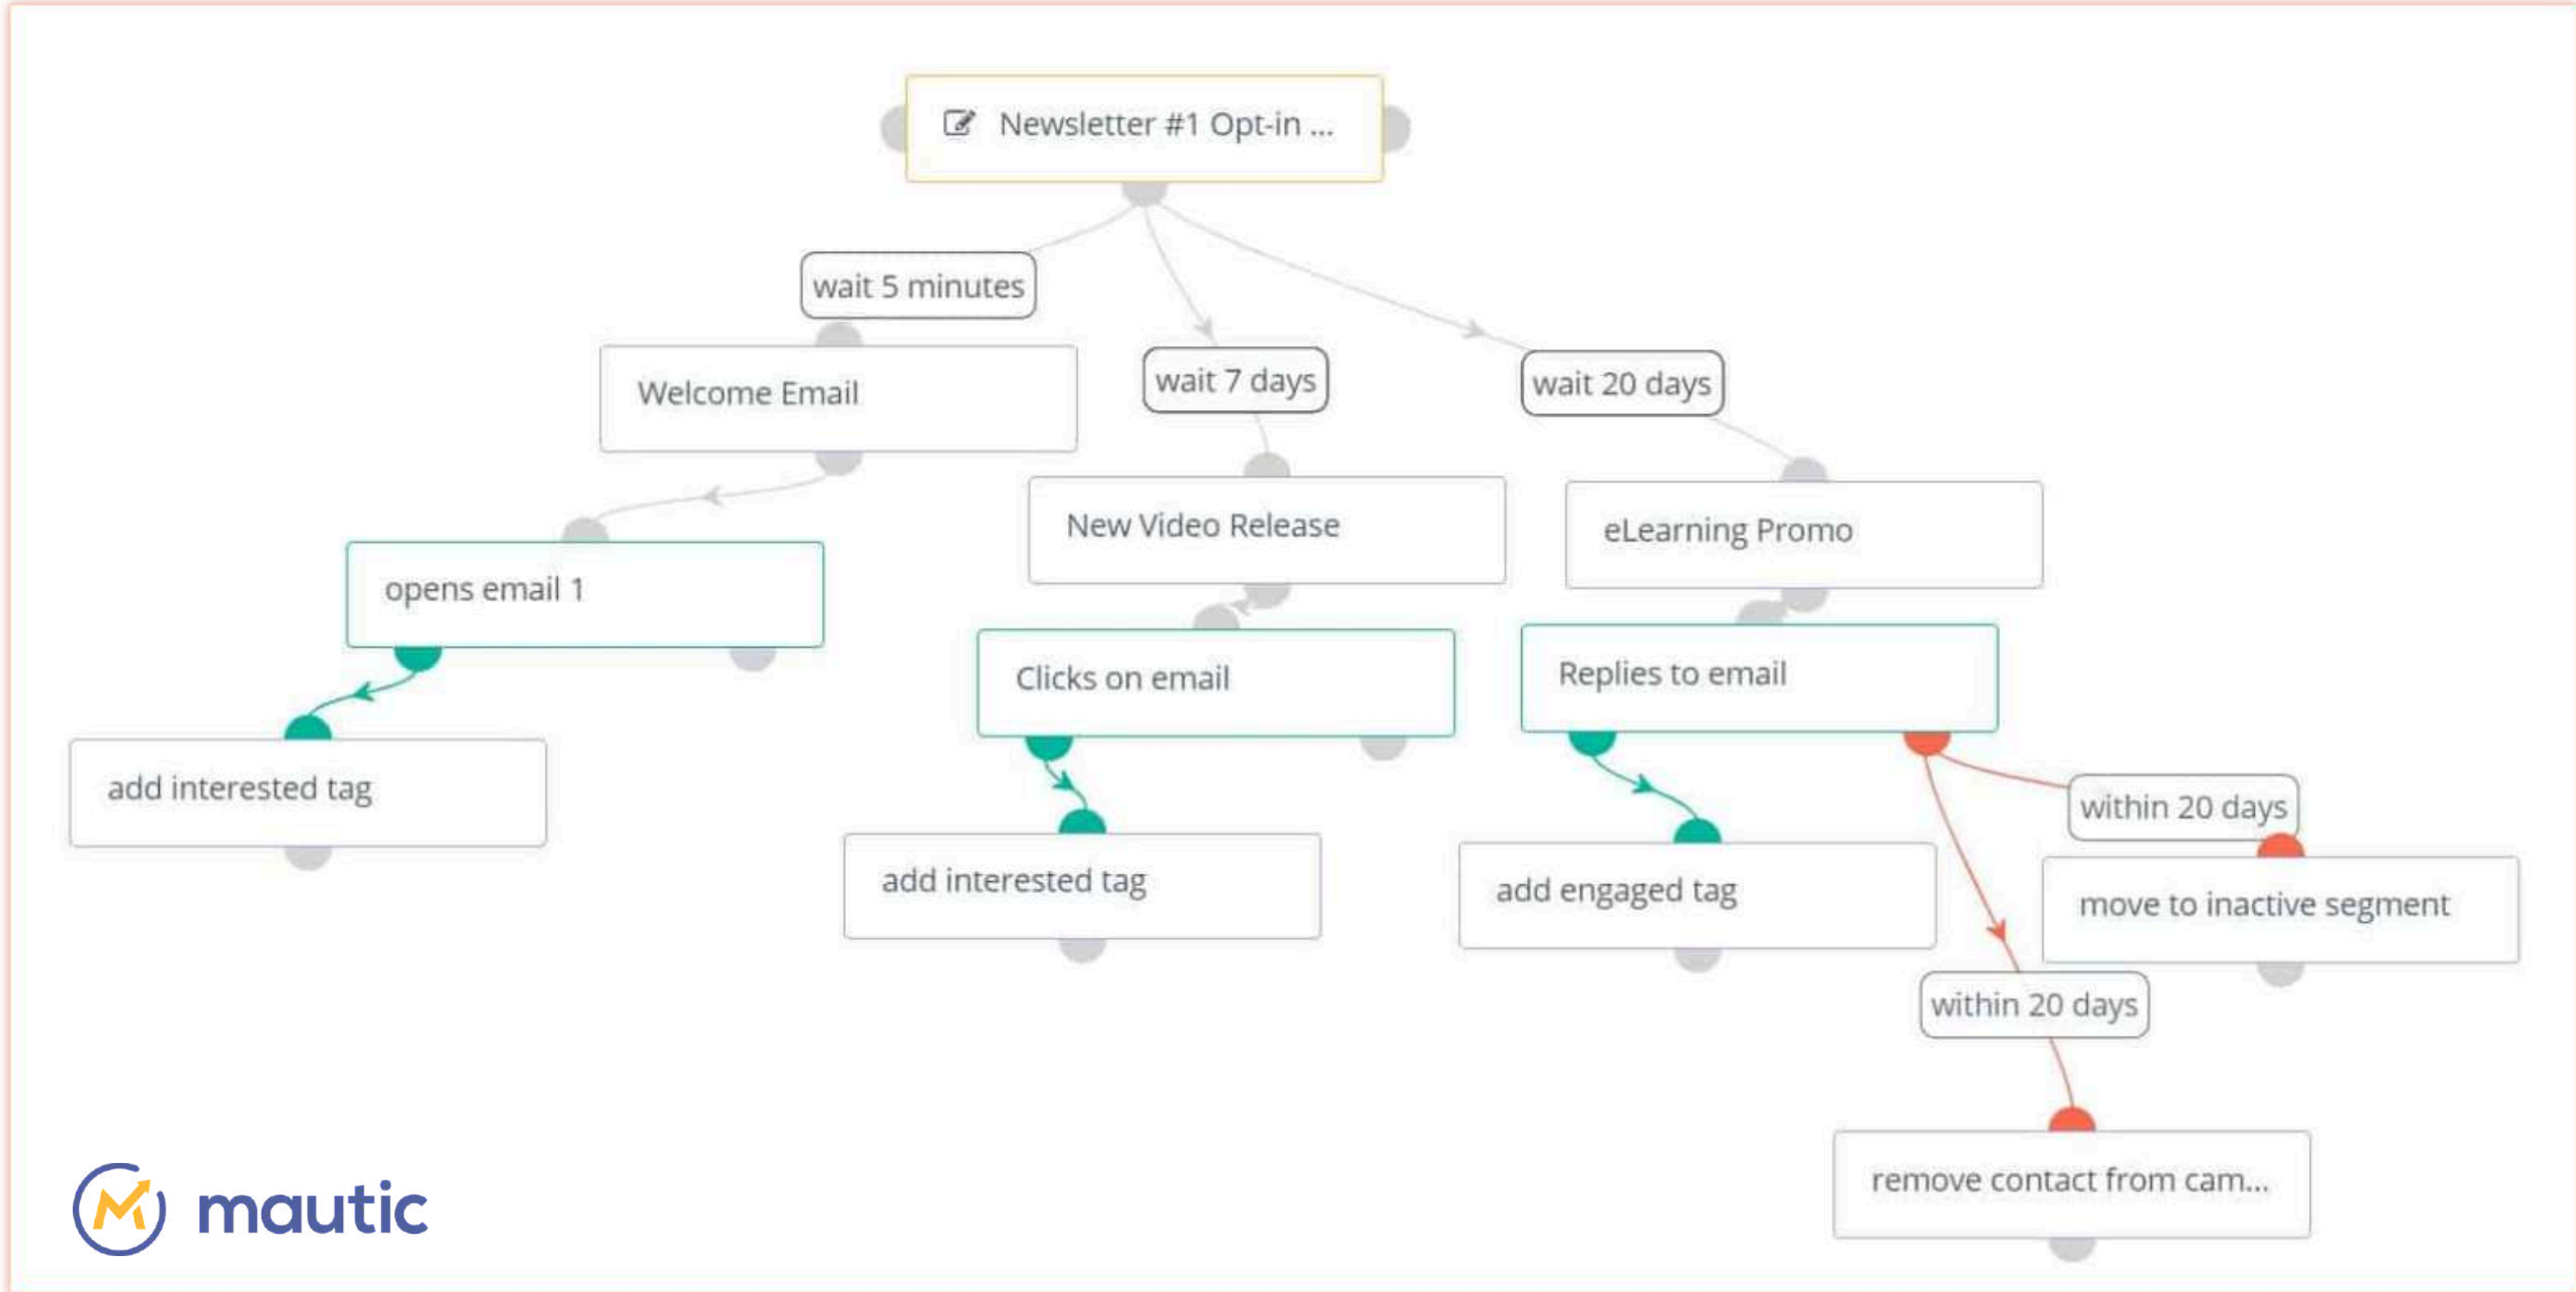 Newsletter #1 Opt-in ...
wait 5 minutes
wait 7 days
wait 20 days
Welcome Email
New Video Release
eLearning Promo
opens email 1
Clicks on email
Replies to email
add interested tag
add interested tag
add engaged tag
within 20 days
move to inactive segment
within 20 days
remove contact from cam...
mautic